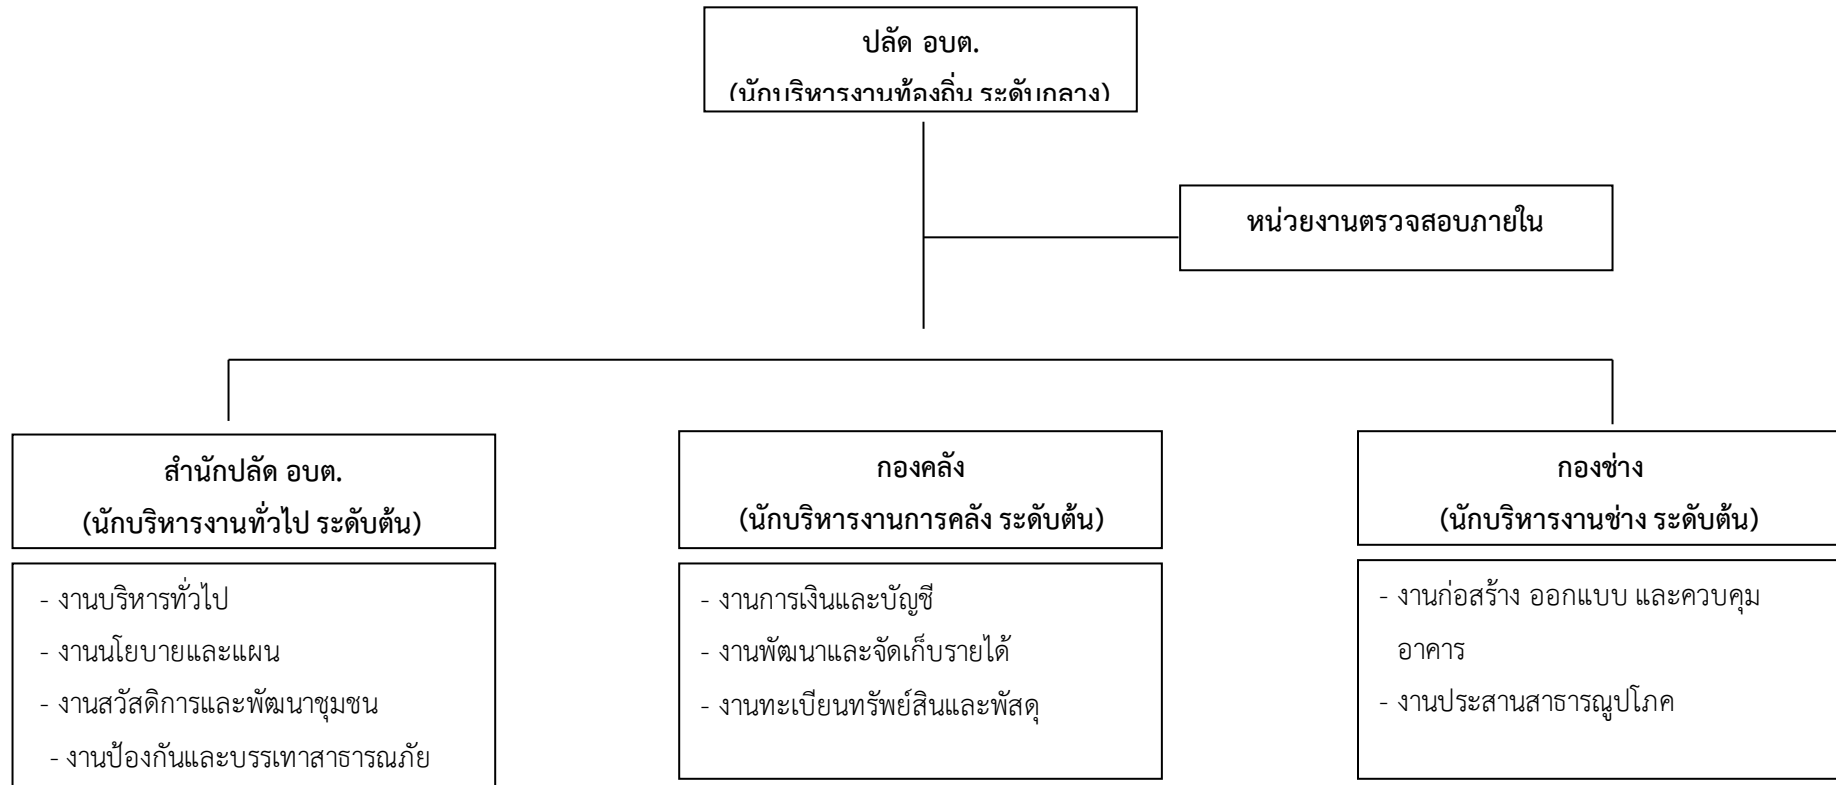 ปลัด อบต.
(นักบริหารงานท้องถิ่น ระดับกลาง)
หน่วยงานตรวจสอบภายใน
สำนักปลัด อบต.
(นักบริหารงานทั่วไป ระดับต้น)
- งานบริหารทั่วไป
- งานนโยบายและแผน
- งานสวัสดิการและพัฒนาชุมชน
- งานป้องกันและบรรเทาสาธารณภัย
กองคลัง
(นักบริหารงานการคลัง ระดับต้น)
- งานการเงินและบัญชี
- งานพัฒนาและจัดเก็บรายได้
- งานทะเบียนทรัพย์สินและพัสดุ
กองช่าง
(นักบริหารงานช่าง ระดับต้น)
- งานก่อสร้าง ออกแบบ และควบคุม
อาคาร
- งานประสานสาธารณูปโภค